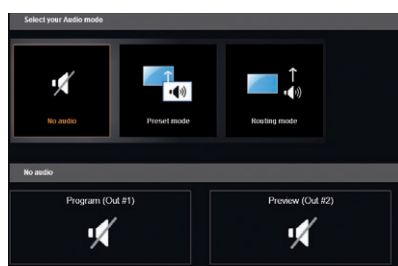 Select your Audio mode
No audio
Preset mode
Routing mode
No audio
Program (Out #1)
Preview (Out #2)